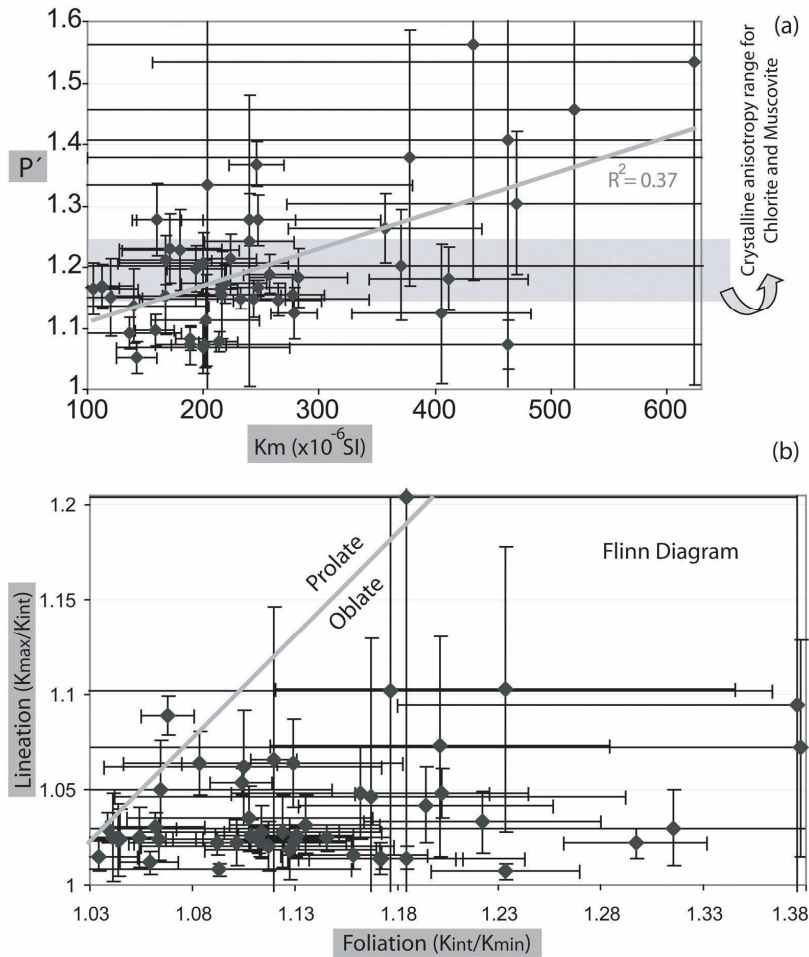 (a)
1.6
1.5
1.4
1.3
1.2
1.1
1
P´
R²= 0.37
100
200
300
400
500
600
Km (x10⁻⁶SI)
Crystalline anisotropy range for
Chlorite and Muscovite
(b)
1.2
1.15
1.1
1.05
1
Lineation (Kmax/Kint)
Prolate
Oblate
Flinn Diagram
1.03
1.08
1.13
1.18
1.23
1.28
1.33
1.38
Foliation (Kint/Kmin)